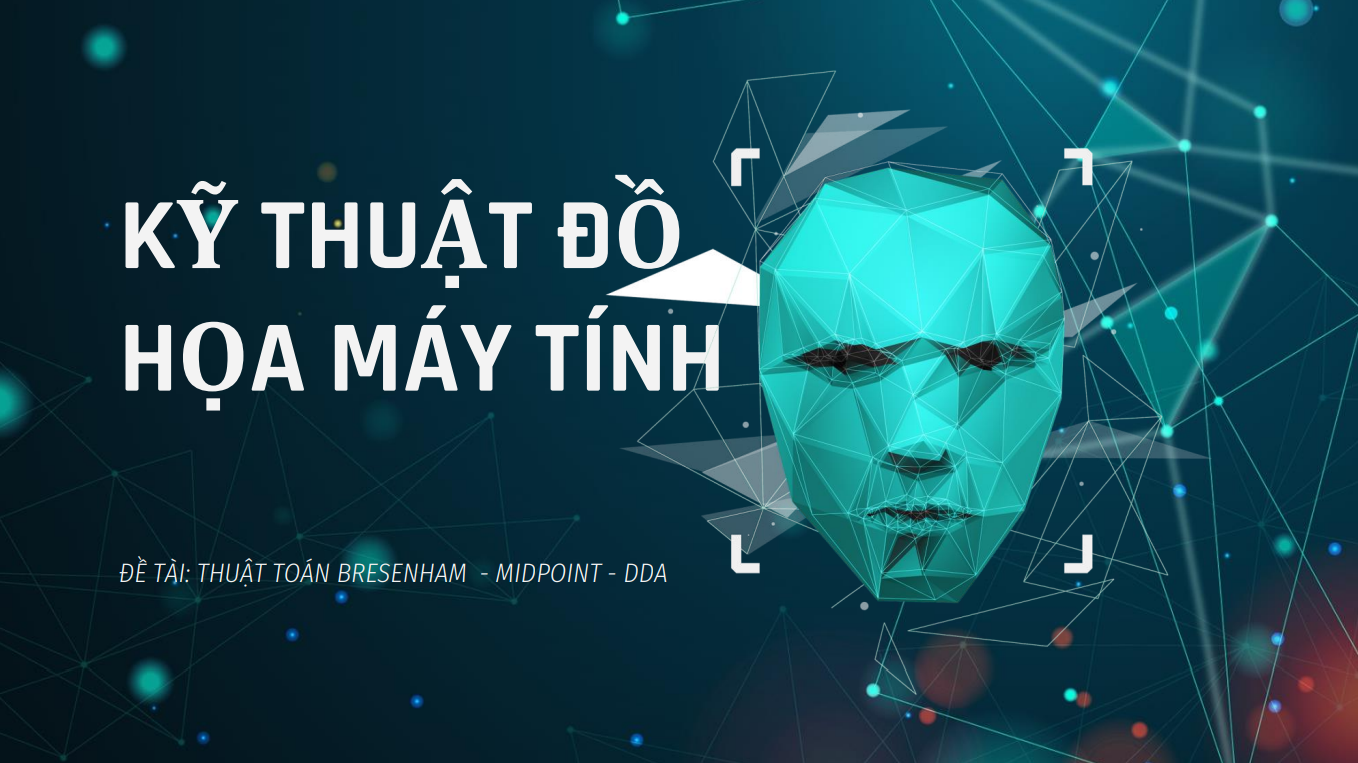 KỸ THUẬT ĐỒ
HỌA MÁY TÍNH
ĐỀ TÀI: THUẬT TOÁN BRESENHAM - MIDPOINT - DDA